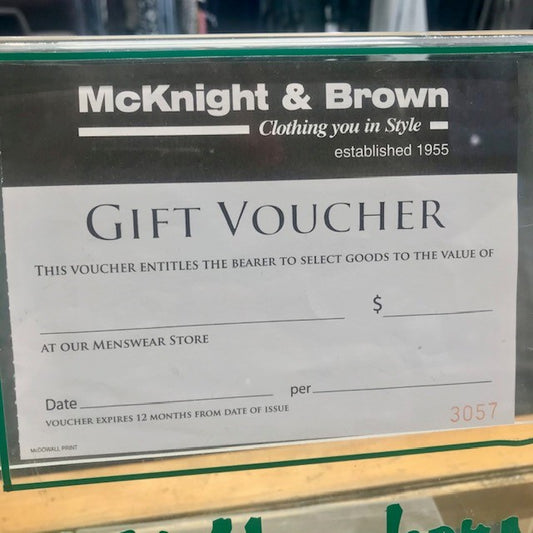 McKnight & Brown
Clothing you in Style
established 1955
GIFT VOUCHER
THIS VOUCHER ENTITLES THE BEARER TO SELECT GOODS TO THE VALUE OF
$
AT OUR MENSWEAR STORE
Date per
VOUCHER EXPIRES 12 MONTHS FROM DATE OF ISSUE
3057
McDOWALL PRINT